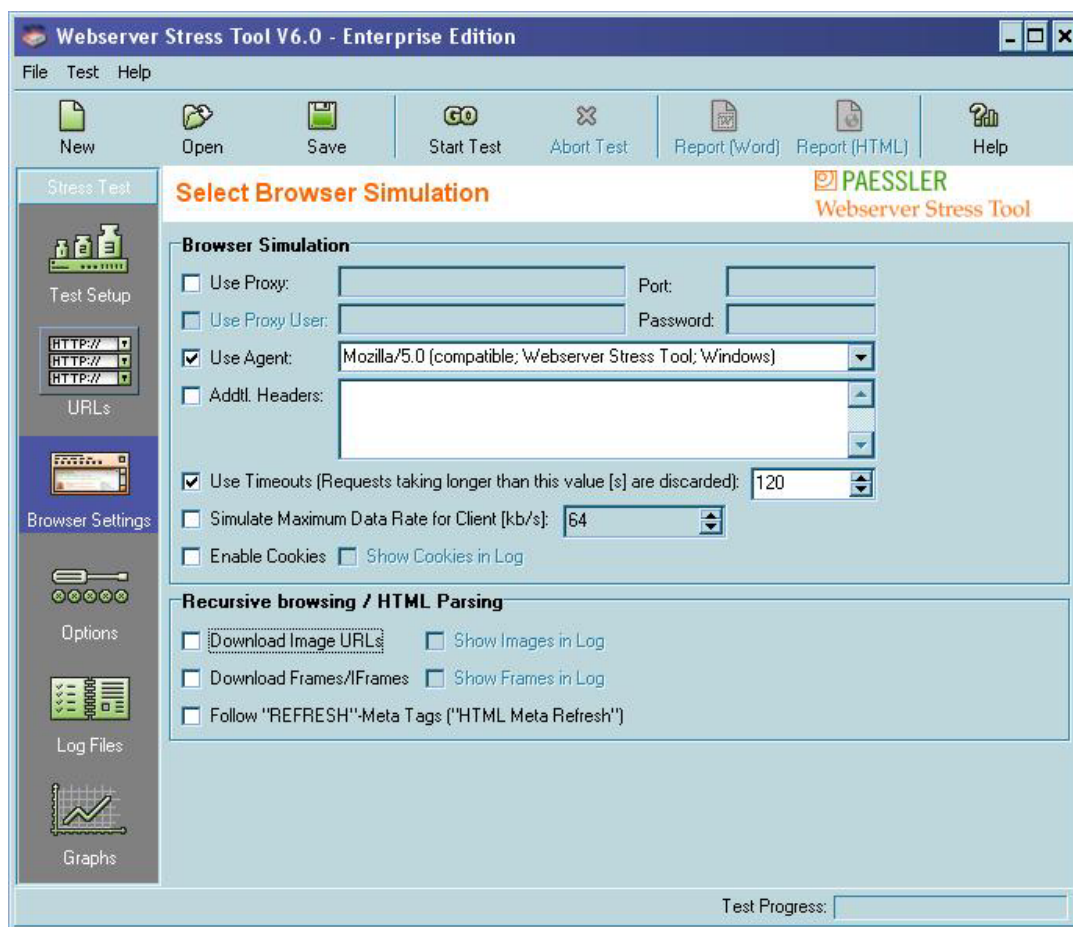 Webserver Stress Tool V6.0 - Enterprise Edition
File Test Help
New Open Save Start Test Abort Test Report (Word) Report (HTML) Help
GO
Stress Test
Select Browser Simulation
PAESSLER
Webserver Stress Tool
Test Setup
HTTP://
HTTP://
HTTP://
URLs
Browser Settings
Options
Log Files
Graphs
Browser Simulation
Use Proxy: Port:
Use Proxy User: Password:
Use Agent: Mozilla/5.0 (compatible; Webserver Stress Tool; Windows)
Addtl. Headers:
Use Timeouts (Requests taking longer than this value [s] are discarded): 120
Simulate Maximum Data Rate for Client [kb/s]: 64
Enable Cookies Show Cookies in Log
Recursive browsing / HTML Parsing
Download Image URLs Show Images in Log
Download Frames/IFrames Show Frames in Log
Follow "REFRESH"-Meta Tags ("HTML Meta Refresh")
Test Progress: